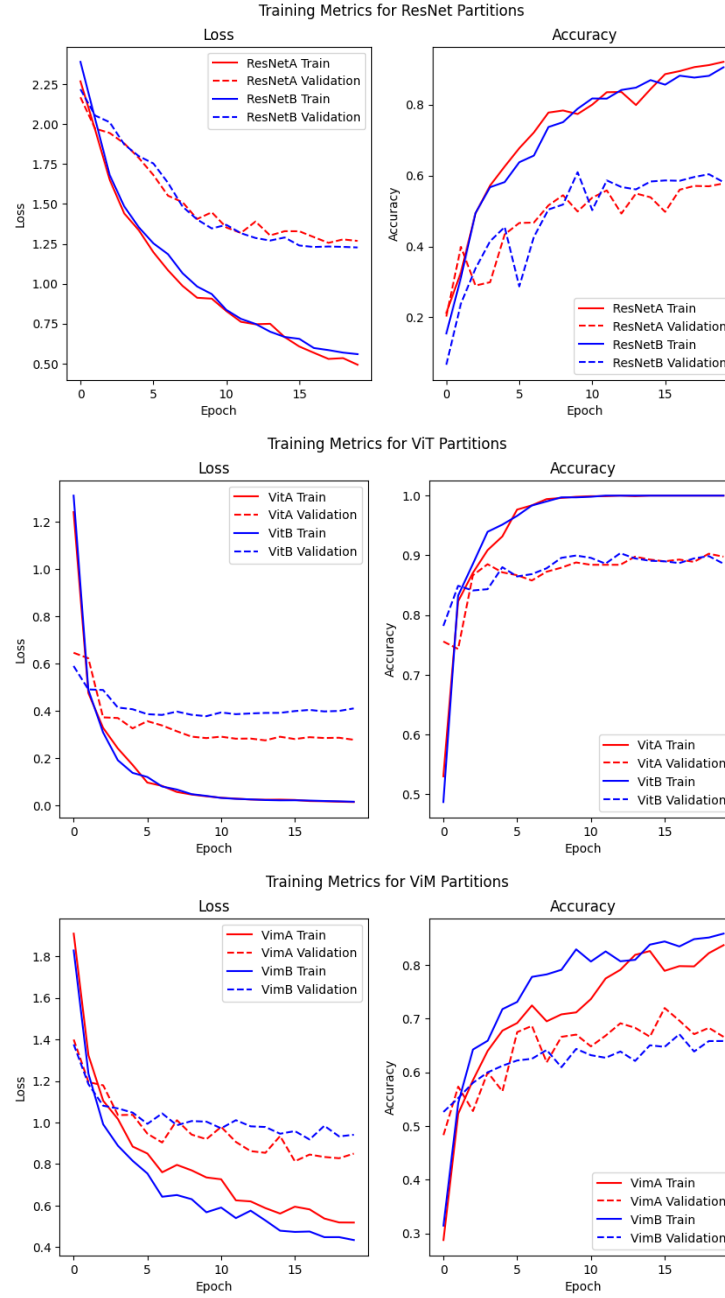 Training Metrics for ResNet Partitions
Loss
Accuracy
ResNetA Train
ResNetA Validation
ResNetB Train
ResNetB Validation
2.25
2.00
1.75
1.50
1.25
1.00
0.75
0.50
Loss
0
5
10
15
Epoch
0.8
0.6
0.4
0.2
Accuracy
ResNetA Train
ResNetA Validation
ResNetB Train
ResNetB Validation
0
5
10
15
Epoch
Training Metrics for ViT Partitions
Loss
Accuracy
VitA Train
VitA Validation
VitB Train
VitB Validation
1.2
1.0
0.8
0.6
0.4
0.2
0.0
Loss
0
5
10
15
Epoch
1.0
0.9
0.8
0.7
0.6
0.5
Accuracy
VitA Train
VitA Validation
VitB Train
VitB Validation
0
5
10
15
Epoch
Training Metrics for ViM Partitions
Loss
Accuracy
VimA Train
VimA Validation
VimB Train
VimB Validation
1.8
1.6
1.4
1.2
1.0
0.8
0.6
0.4
Loss
0
5
10
15
Epoch
0.8
0.7
0.6
0.5
0.4
0.3
Accuracy
VimA Train
VimA Validation
VimB Train
VimB Validation
0
5
10
15
Epoch